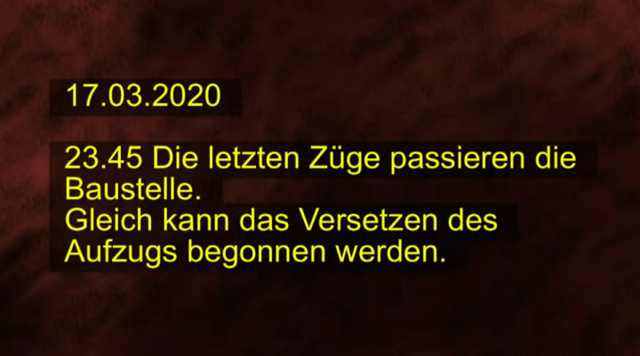 17.03.2020
23.45 Die letzten Züge passieren die
Baustelle.
Gleich kann das Versetzen des
Aufzugs begonnen werden.